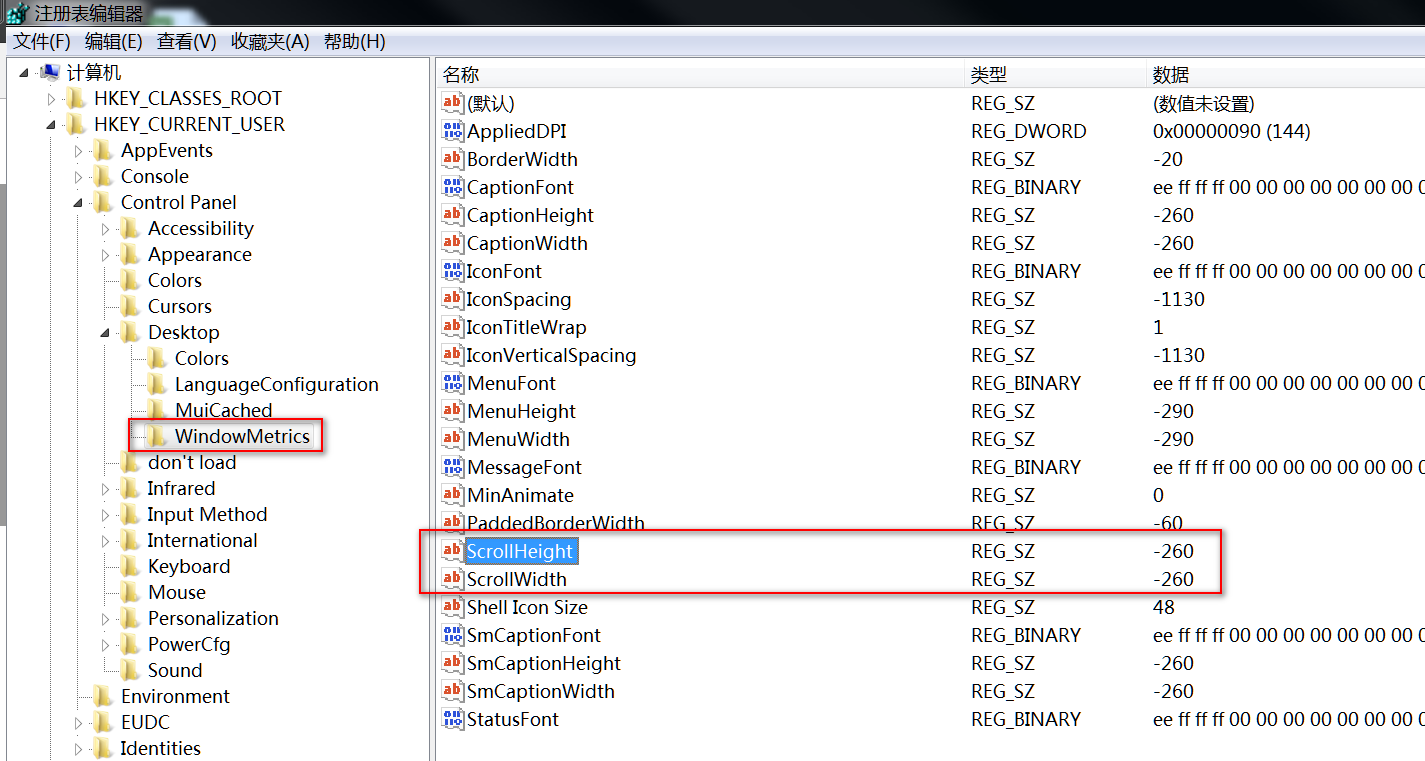 注册表编辑器
文件(F) 编辑(E) 查看(V) 收藏夹(A) 帮助(H)
计算机
HKEY_CLASSES_ROOT
HKEY_CURRENT_USER
AppEvents
Console
Control Panel
Accessibility
Appearance
Colors
Cursors
Desktop
Colors
LanguageConfiguration
MuiCached
WindowMetrics
don't load
Infrared
Input Method
International
Keyboard
Mouse
Personalization
PowerCfg
Sound
Environment
EUDC
Identities
名称 类型 数据
(默认) REG_SZ (数值未设置)
AppliedDPI REG_DWORD 0x00000090 (144)
BorderWidth REG_SZ -20
CaptionFont REG_BINARY ee ff ff ff 00 00 00 00 00 00 00 0
CaptionHeight REG_SZ -260
CaptionWidth REG_SZ -260
IconFont REG_BINARY ee ff ff ff 00 00 00 00 00 00 00 0
IconSpacing REG_SZ -1130
IconTitleWrap REG_SZ 1
IconVerticalSpacing REG_SZ -1130
MenuFont REG_BINARY ee ff ff ff 00 00 00 00 00 00 00 0
MenuHeight REG_SZ -290
MenuWidth REG_SZ -290
MessageFont REG_BINARY ee ff ff ff 00 00 00 00 00 00 00 0
MinAnimate REG_SZ 0
PaddedBorderWidth REG_SZ -60
ScrollHeight REG_SZ -260
ScrollWidth REG_SZ -260
Shell Icon Size REG_SZ 48
SmCaptionFont REG_BINARY ee ff ff ff 00 00 00 00 00 00 00 0
SmCaptionHeight REG_SZ -260
SmCaptionWidth REG_SZ -260
StatusFont REG_BINARY ee ff ff ff 00 00 00 00 00 00 00 0